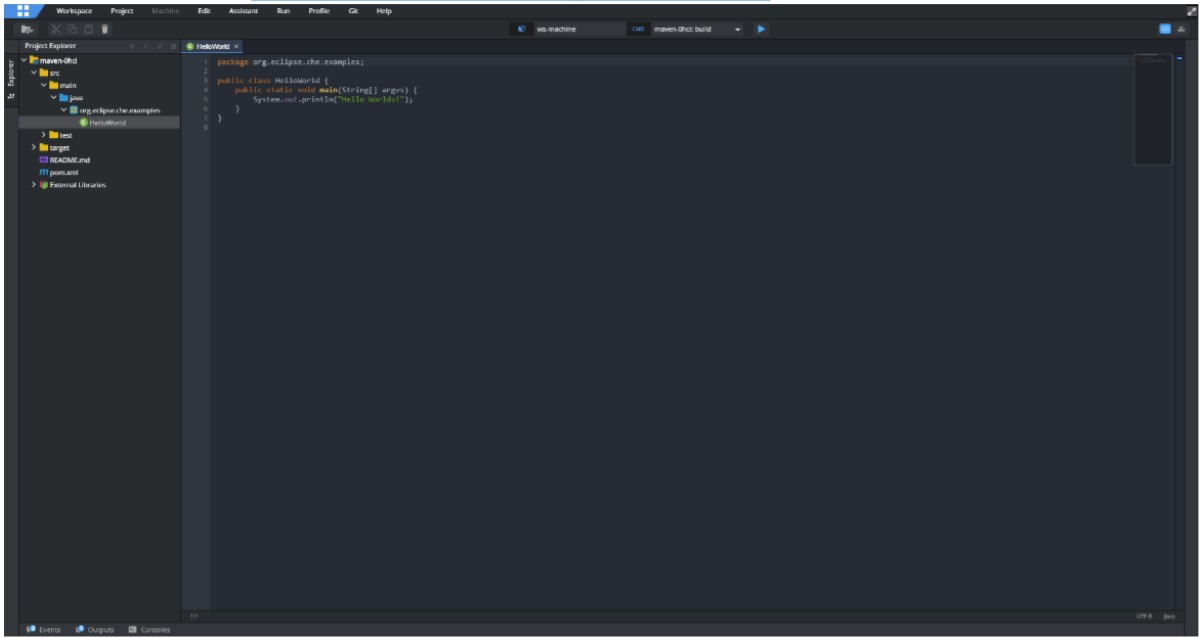 Workspace Project Machine Edit Assistant Run Profile Git Help
ws-machine CMD maven-0hcl: build
Project Explorer
HelloWorld
Explorer
maven-0hcl
src
main
java
org.eclipse.che.examples
HelloWorld
test
target
README.md
pom.xml
External Libraries
1 package org.eclipse.che.examples;
2
3 public class HelloWorld {
4 public static void main(String[] argvs) {
5 System.out.println("Hello Worlds!");
6 }
7 }
8
1:1 UTF-8 Java
Events Outputs Consoles